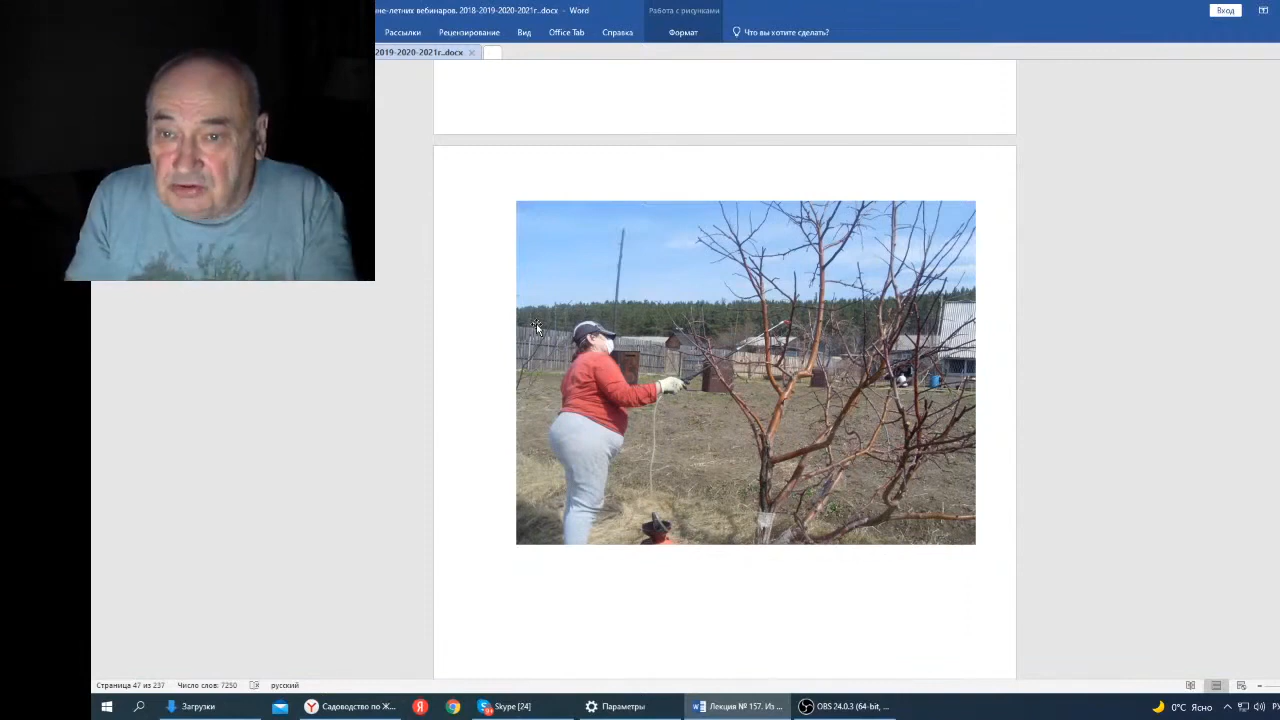 не-летних вебинаров. 2018-2019-2020-2021г..docx - Word
Работа с рисунками
Вход
Рассылки Рецензирование Вид Office Tab Справка Формат Что вы хотите сделать?
2019-2020-2021г..docx
Страница 47 из 237 Число слов: 7250 русский
Загрузки
Садоводство по Ж...
Skype [24]
Параметры
Лекция № 157. Из ...
OBS 24.0.3 (64-bit, ...
0°C Ясно